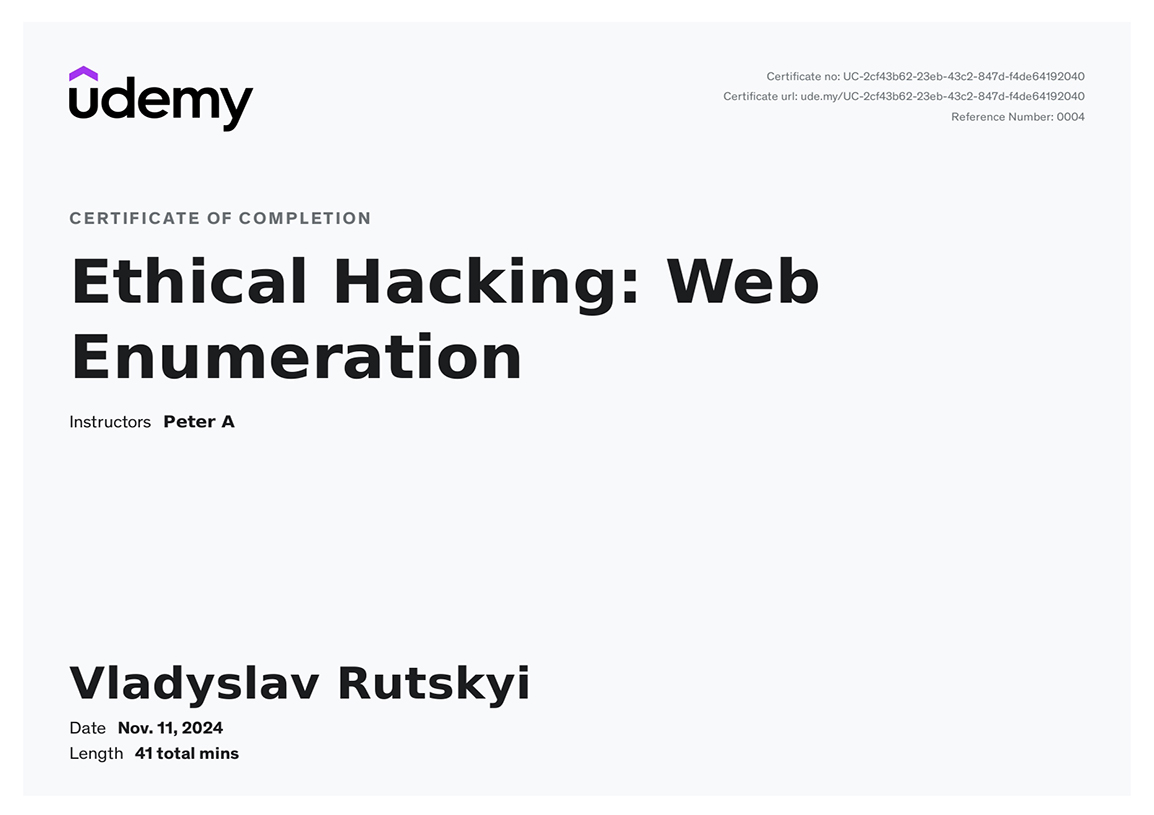 udemy
Certificate no: UC-2cf43b62-23eb-43c2-847d-f4de64192040
Certificate url: ude.my/UC-2cf43b62-23eb-43c2-847d-f4de64192040
Reference Number: 0004
CERTIFICATE OF COMPLETION
Ethical Hacking: Web
Enumeration
Instructors Peter A
Vladyslav Rutskyi
Date Nov. 11, 2024
Length 41 total mins